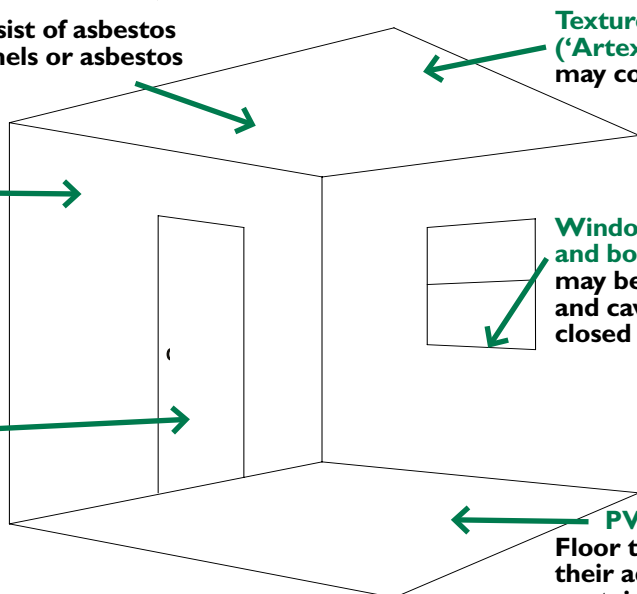 sist of asbestos
nels or asbestos
Texture
(‘Artex
may co
Windo
and bo
may be
and cav
closed
PV
Floor t
their a